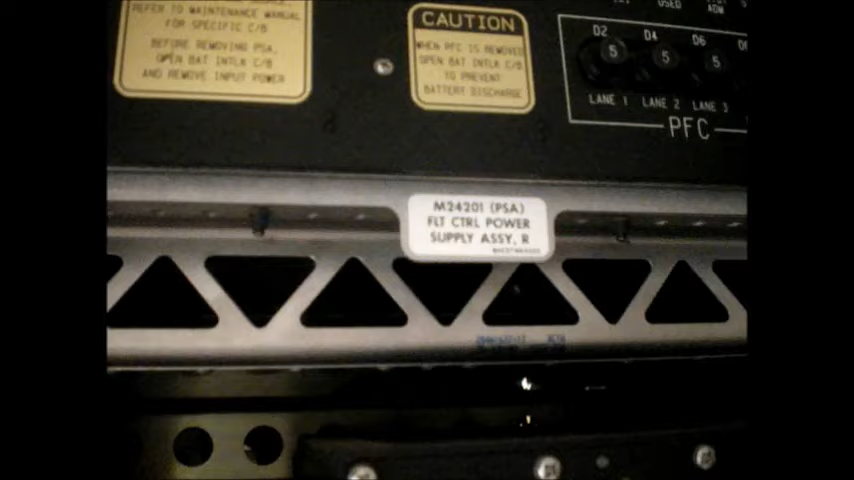 REFER TO MAINTENANCE MANUAL
FOR SPECIFIC C/B
BEFORE REMOVING PSA,
OPEN BAT INTLK C/B
AND REMOVE INPUT POWER
CAUTION
WHEN PFC IS REMOVED
OPEN BAT INTLK C/B
TO PREVENT
BATTERY DISCHARGE
USED
ADM
D2 D4 D6
5 5 5
LANE 1 LANE 2 LANE 3
PFC
M24201 (PSA)
FLT CTRL POWER
SUPPLY ASSY, R